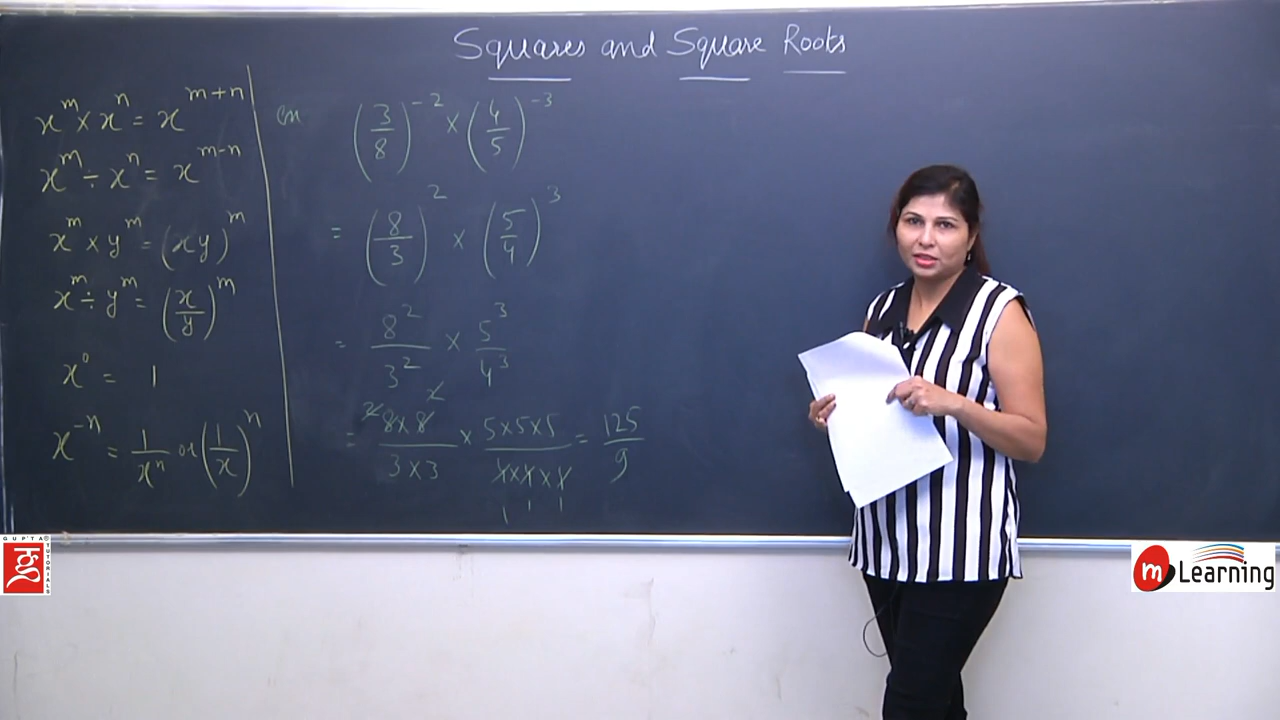 Squares and Square Roots
x^m × x^n = x^{m+n}
x^m ÷ x^n = x^{m-n}
x^m × y^m = (xy)^m
x^m ÷ y^m = (x/y)^m
x^0 = 1
x^{-n} = 1/x^n or (1/x)^n
(3/8)^{-2} × (4/5)^{-3}
= (8/3)^2 × (5/4)^3
= 8^2/3^2 × 5^3/4^3
= 8×8/3×3 × 5×5×5/4×4×4 = 125/9
GUPTA TUTORIALS
m Learning